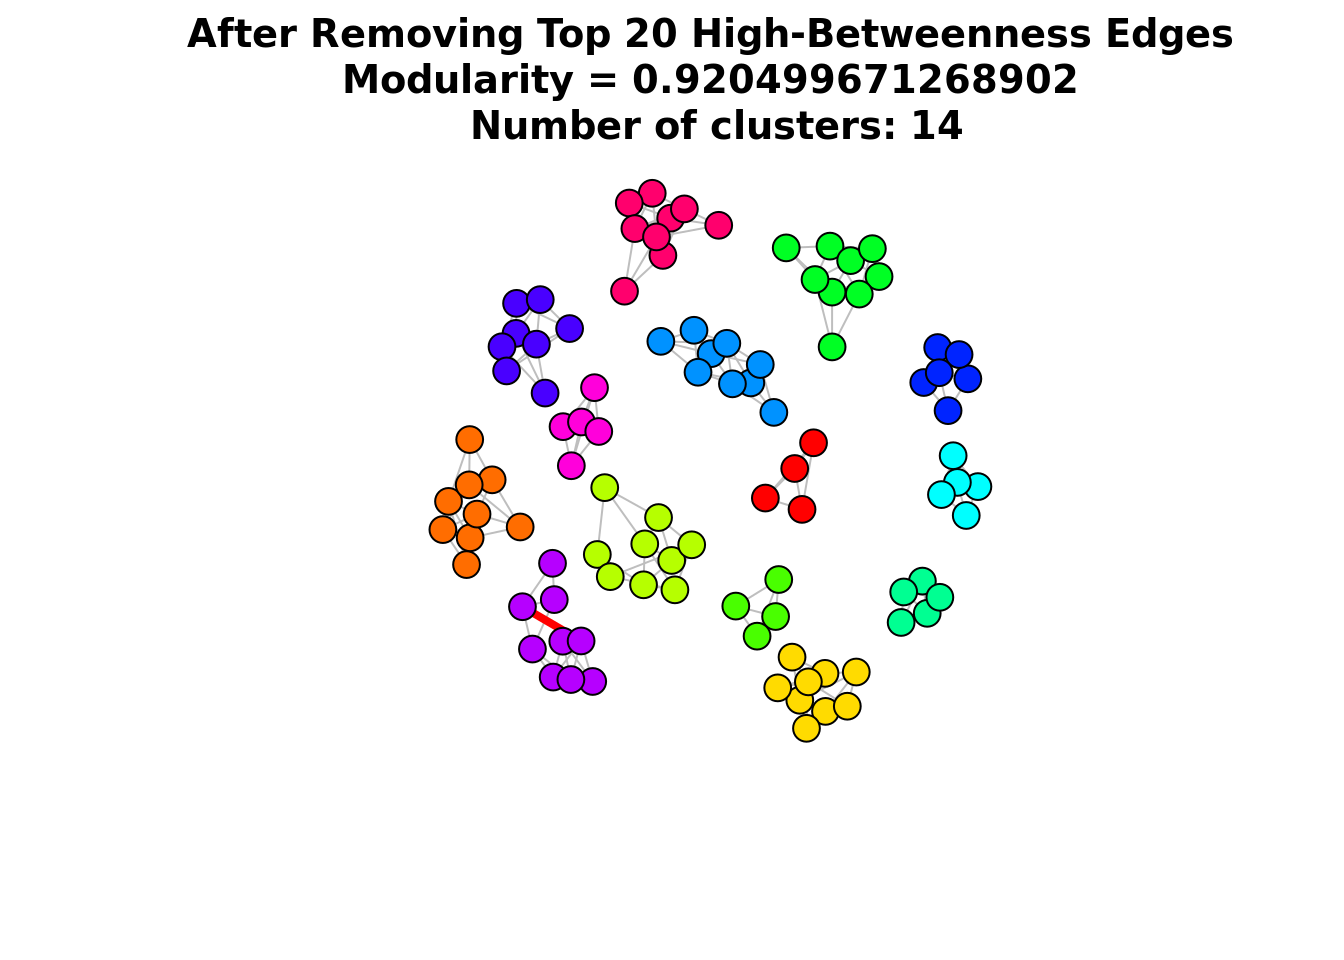 After Removing Top 20 High-Betweenness Edges
Modularity = 0.920499671268902
Number of clusters: 14